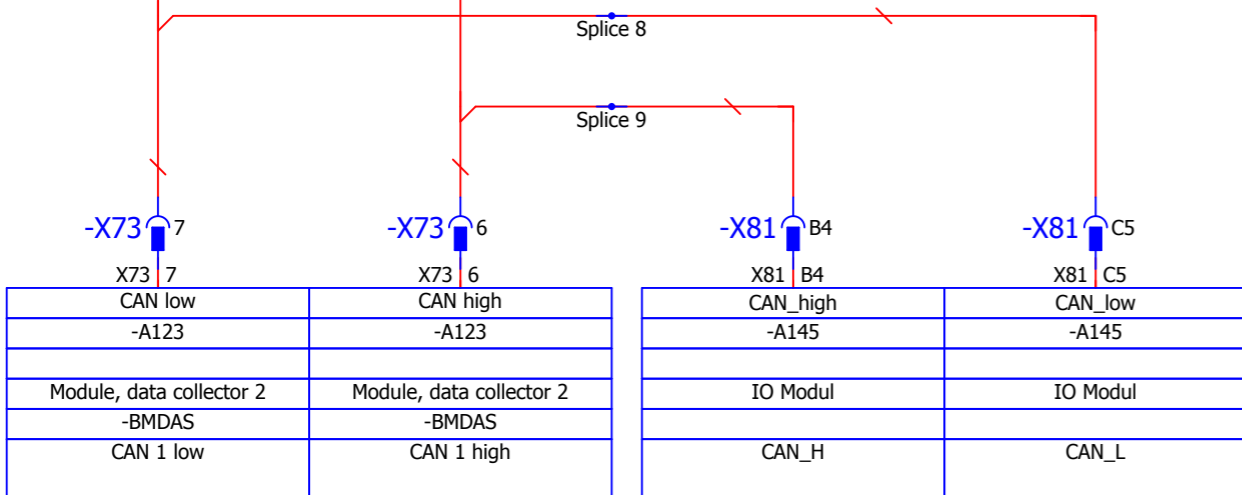 Splice 8
Splice 9
-X73 7
-X73 6
-X81 B4
-X81 C5
X73 7
X73 6
X81 B4
X81 C5
CAN low
CAN high
CAN_high
CAN_low
-A123
-A123
-A145
-A145
Module, data collector 2
Module, data collector 2
IO Modul
IO Modul
-BMDAS
-BMDAS
CAN 1 low
CAN 1 high
CAN_H
CAN_L